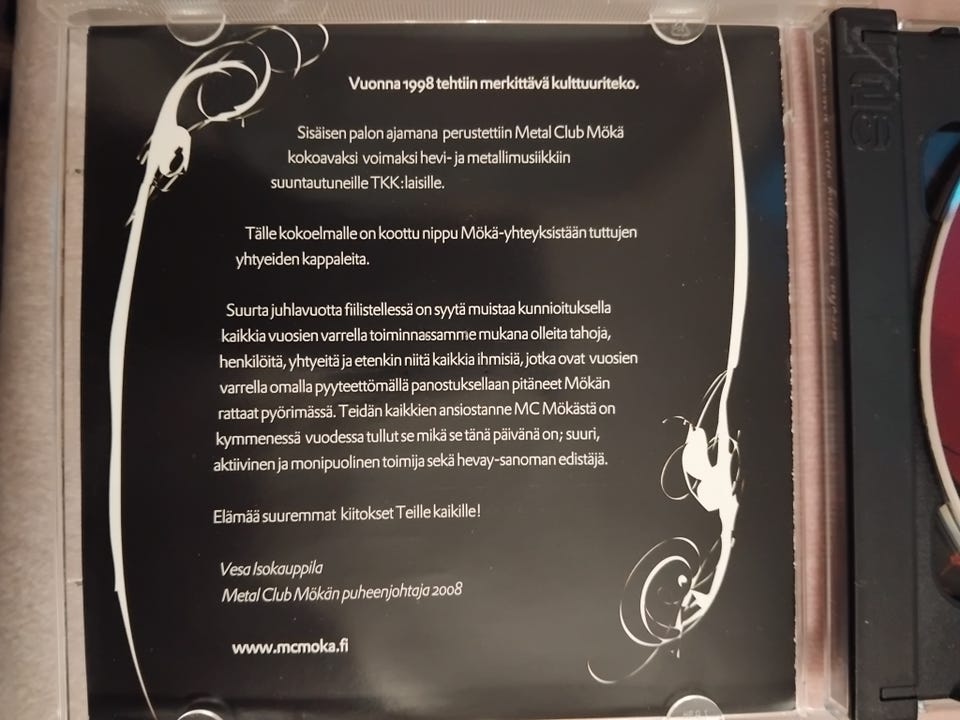 Vuonna 1998 tehtiin merkittävä kulttuuriteko.
Sisäisen palon ajamana perustettiin Metal Club Mökä
kokoavaksi voimaksi hevi- ja metallimusiikkiin
suuntautuneille TKK:laisille.
Tälle kokoelmalle on koottu nippu Mökä-yhteyksistään tuttujen
yhtyeiden kappaleita.
Suurta juhlavuotta fiilistellessä on syytä muistaa kunnioituksella
kaikkia vuosien varrella toiminnassamme mukana olleita tahoja,
henkilöitä, yhtyeitä ja etenkin niitä kaikkia ihmisiä, jotka ovat vuosien
varrella omalla pyyteettömällä panostuksellaan pitäneet Mökän
rattaat pyörimässä. Teidän kaikkien ansiostanne MC Mökästä on
kymmenessä vuodessa tullut se mikä se tänä päivänä on; suuri,
aktiivinen ja monipuolinen toimija sekä hevay-sanoman edistäjä.
Elämää suuremmat kiitokset Teille kaikille!
Vesa Isokauppila
Metal Club Mökän puheenjohtaja 2008
www.mcmoka.fi